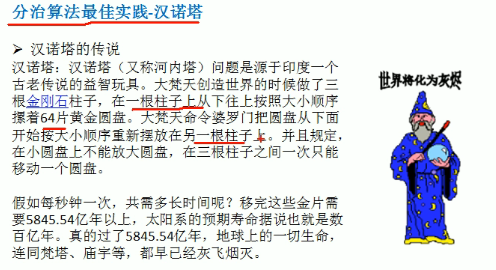 分治算法最佳实践-汉诺塔
➢ 汉诺塔的传说
汉诺塔：汉诺塔（又称河内塔）问题是源于印度一个
古老传说的益智玩具。大梵天创造世界的时候做了三
根金刚石柱子，在一根柱子上从下往上按照大小顺序
摞着64片黄金圆盘。大梵天命令婆罗门把圆盘从下面
开始按大小顺序重新摆放在另一根柱子上。并且规定，
在小圆盘上不能放大圆盘，在三根柱子之间一次只能
移动一个圆盘。
假如每秒钟一次，共需多长时间呢？移完这些金片需
要5845.54亿年以上，太阳系的预期寿命据说也就是数
百亿年。真的过了5845.54亿年，地球上的一切生命，
连同梵塔、庙宇等，都早已经灰飞烟灭。
世界将化为灰烬